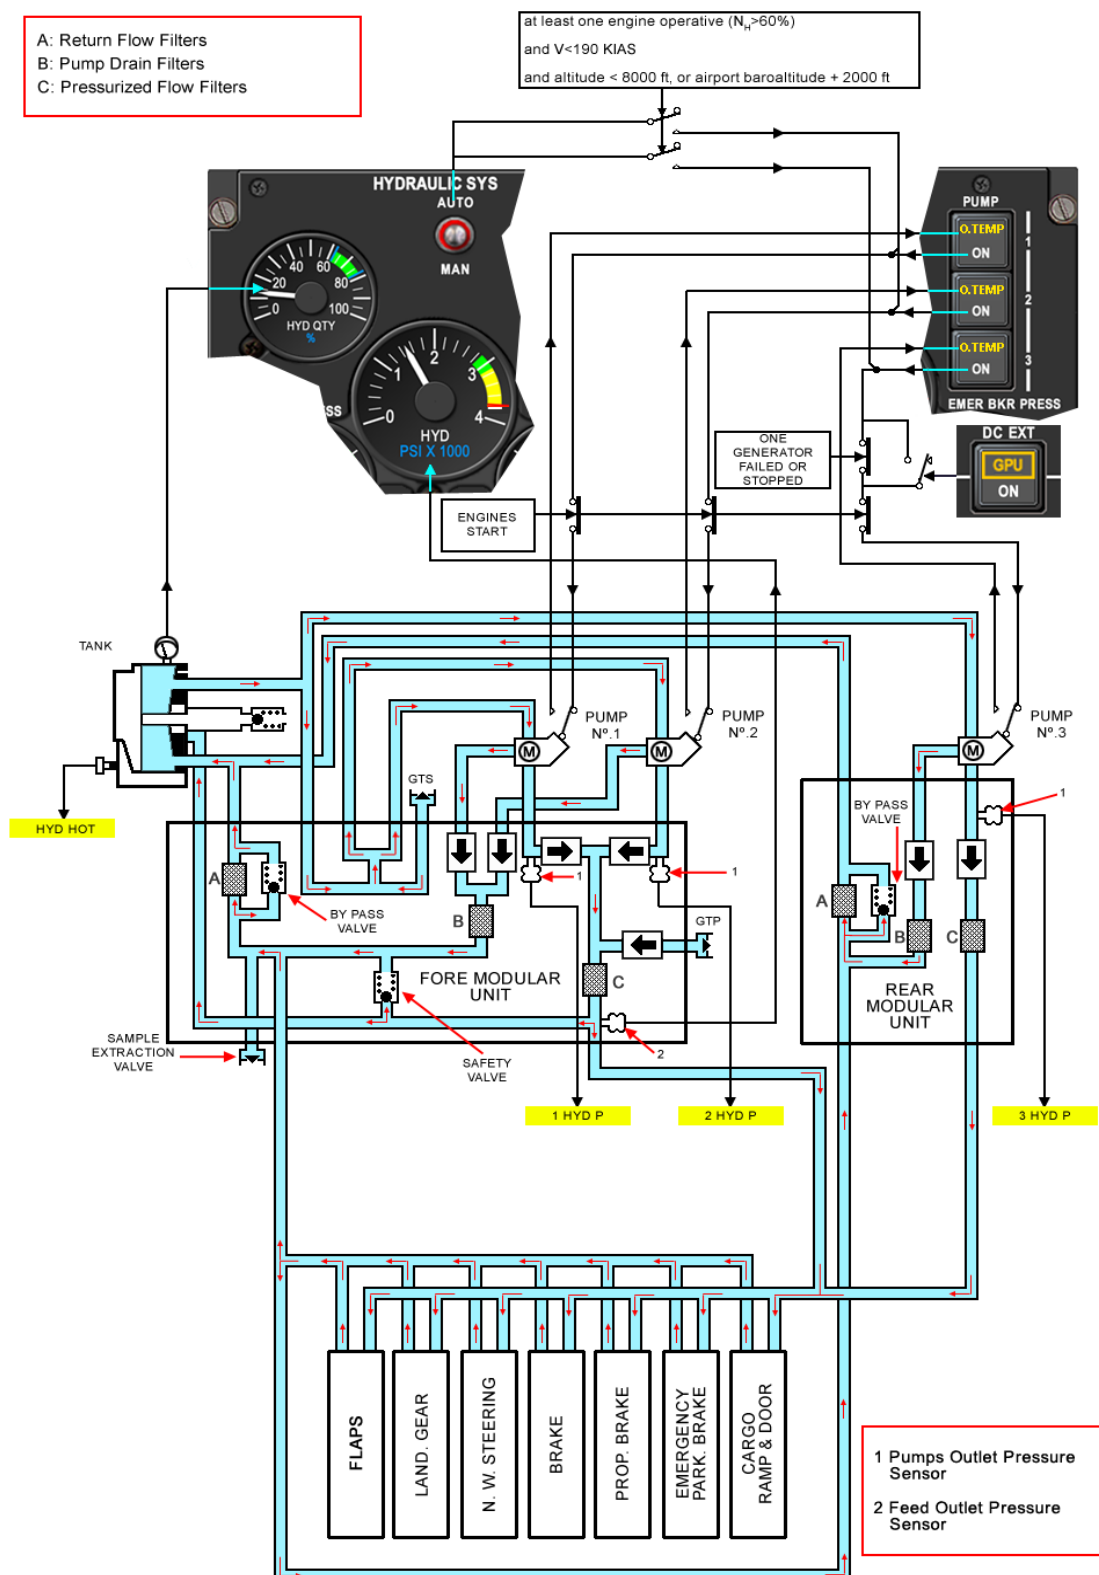 A: Return Flow Filters
B: Pump Drain Filters
C: Pressurized Flow Filters
at least one engine operative (NH>60%)
and V<190 KIAS
and altitude < 8000 ft, or airport baroaltitude + 2000 ft
HYDRAULIC SYS
AUTO
MAN
0
20
40
60
80
100
HYD QTY
%
SS
0
1
2
3
4
HYD
PSI X 1000
PUMP
O.TEMP
ON
1
O.TEMP
ON
2
O.TEMP
ON
3
EMER BKR PRESS
DC EXT
GPU
ON
ONE
GENERATOR
FAILED OR
STOPPED
ENGINES
START
TANK
HYD HOT
M
PUMP
Nº.1
M
PUMP
Nº.2
M
PUMP
Nº.3
GTS
BY PASS
VALVE
1
A
BY PASS
VALVE
B
1
1
GTP
C
FORE MODULAR
UNIT
A
B
C
REAR
MODULAR
UNIT
SAMPLE
EXTRACTION
VALVE
SAFETY
VALVE
2
1 HYD P
2 HYD P
3 HYD P
FLAPS
LAND. GEAR
N. W. STEERING
BRAKE
PROP. BRAKE
EMERGENCY
PARK. BRAKE
CARGO
RAMP & DOOR
1 Pumps Outlet Pressure
Sensor
2 Feed Outlet Pressure
Sensor